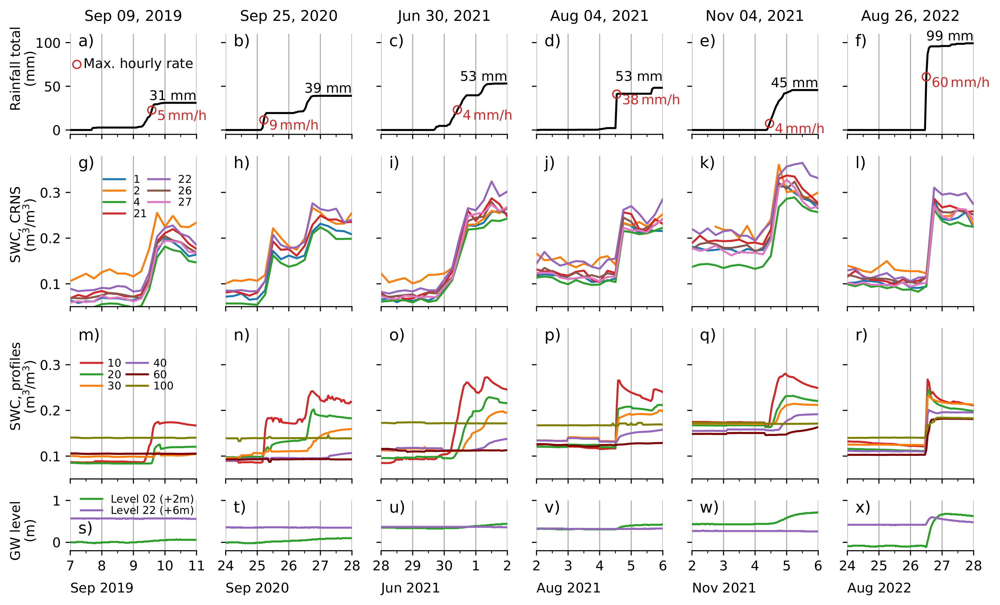 Sep 09, 2019
Sep 25, 2020
Jun 30, 2021
Aug 04, 2021
Nov 04, 2021
Aug 26, 2022
Rainfall total
(mm)
100
50
0
a)
Max. hourly rate
31 mm
5 mm/h
b)
39 mm
9 mm/h
c)
53 mm
4 mm/h
d)
53 mm
38 mm/h
e)
45 mm
4 mm/h
f)
99 mm
60 mm/h
SWC, CRNS
(m³/m³)
0.3
0.2
0.1
g)
1
2
4
21
22
26
27
h)
i)
j)
k)
l)
SWC, profiles
(m³/m³)
0.3
0.2
0.1
m)
10
20
30
40
60
100
n)
o)
p)
q)
r)
GW level
(m)
1
0
Level 02 (+2m)
Level 22 (+6m)
s)
t)
u)
v)
w)
x)
7 8 9 10 11
24 25 26 27 28
28 29 30 1 2
2 3 4 5 6
2 3 4 5 6
24 25 26 27 28
Sep 2019
Sep 2020
Jun 2021
Aug 2021
Nov 2021
Aug 2022